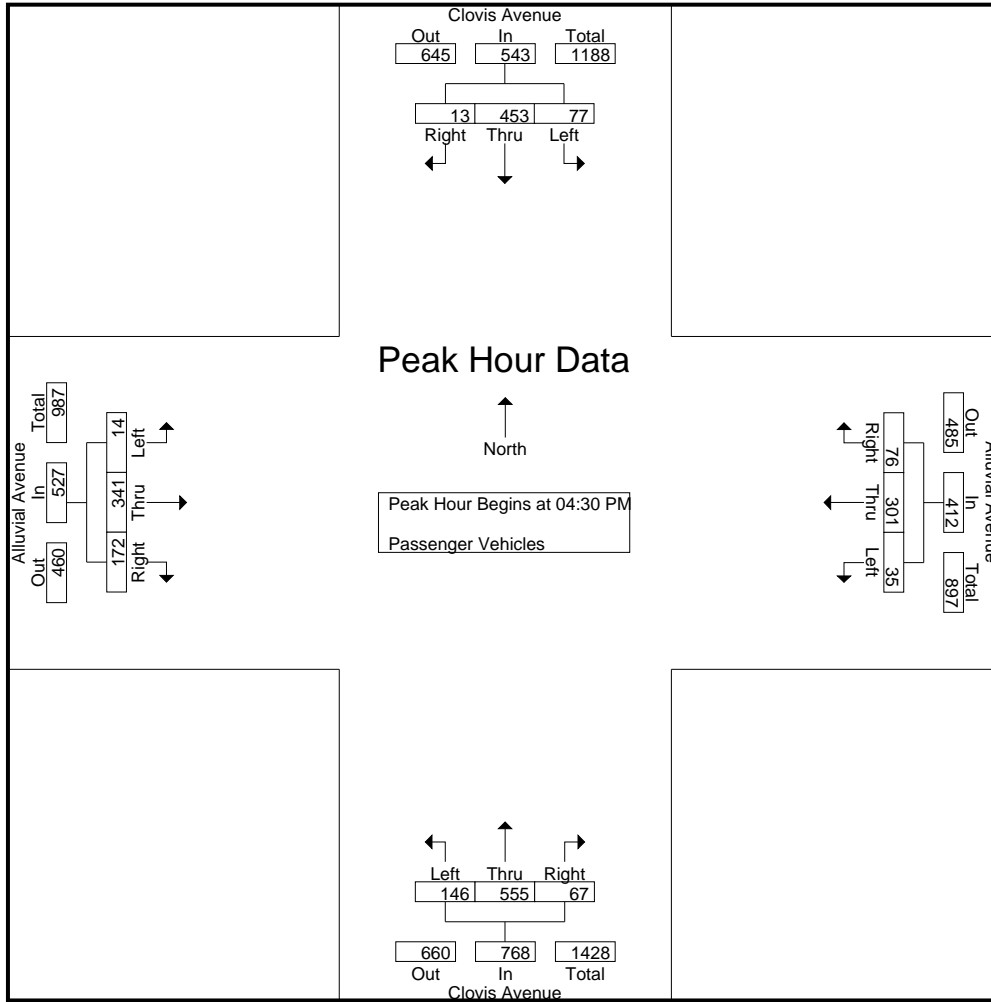 Clovis Avenue
Out In Total
645 543 1188
13 453 77
Right Thru Left
Peak Hour Data
North
Peak Hour Begins at 04:30 PM
Passenger Vehicles
Alluvial Avenue
Out In Total
460 527 987
Right Thru Left
172 341 14
Alluvial Avenue
Out In Total
485 412 897
Right Thru Left
76 301 35
Left Thru Right
146 555 67
660 768 1428
Out In Total
Clovis Avenue